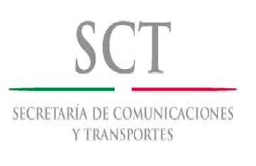 SCT
SECRETARÍA DE COMUNICACIONES
Y TRANSPORTES